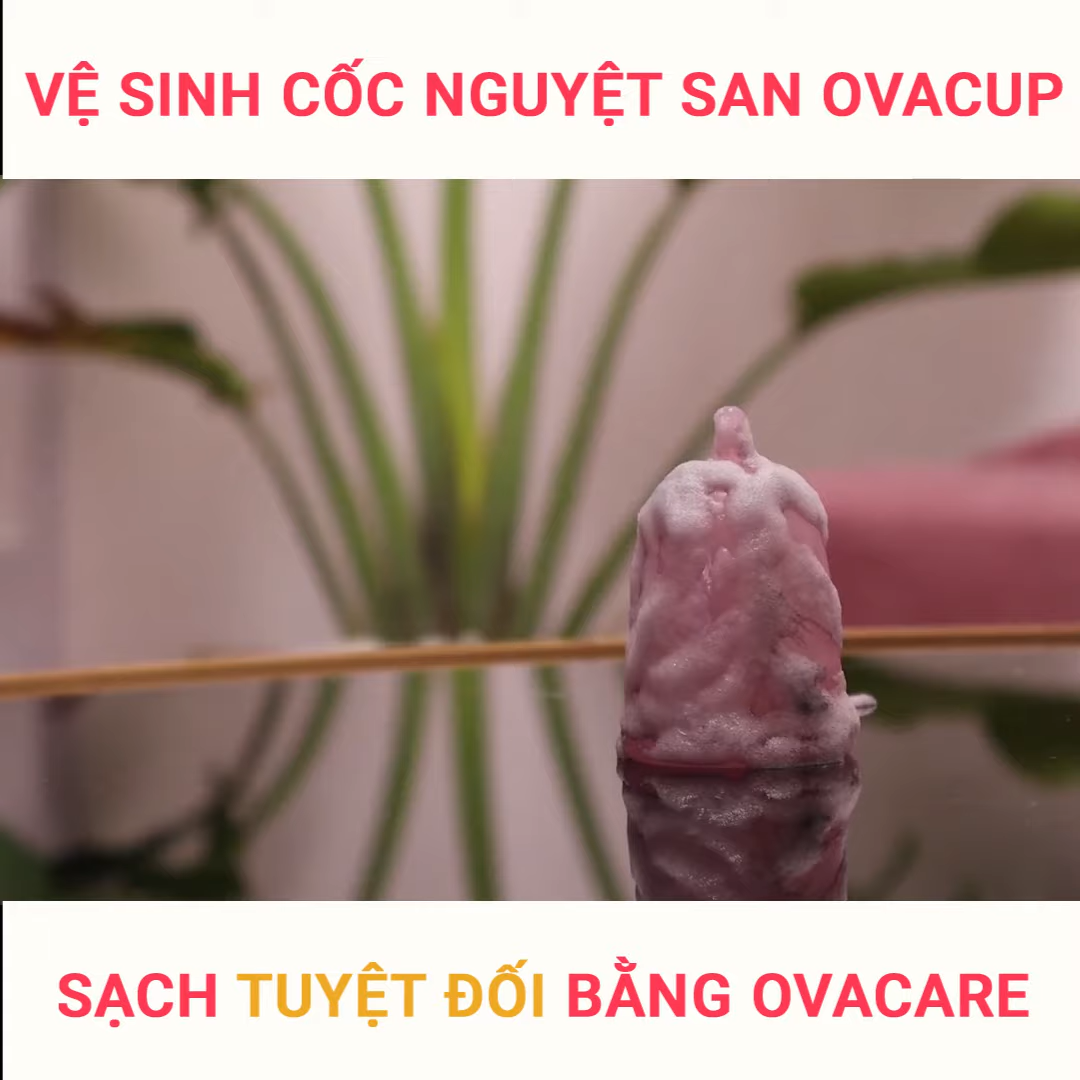 VỆ SINH CỐC NGUYỆT SAN OVACUP
SẠCH TUYỆT ĐỐI BẰNG OVACARE